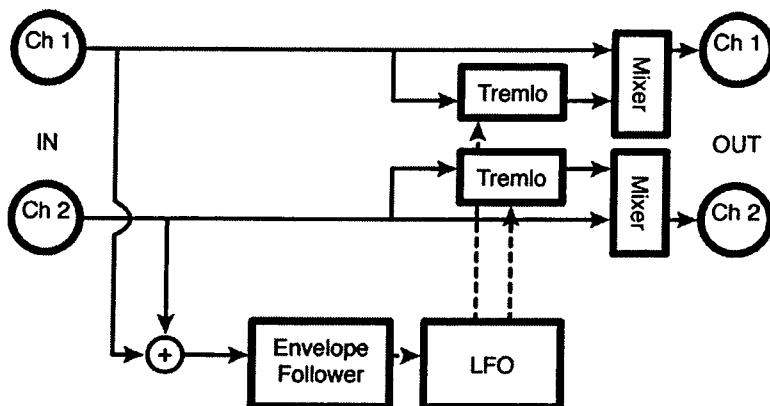 Ch 1
Ch 1
Mixer
Tremlo
IN
OUT
Tremlo
Mixer
Ch 2
Ch 2
+
Envelope
Follower
LFO